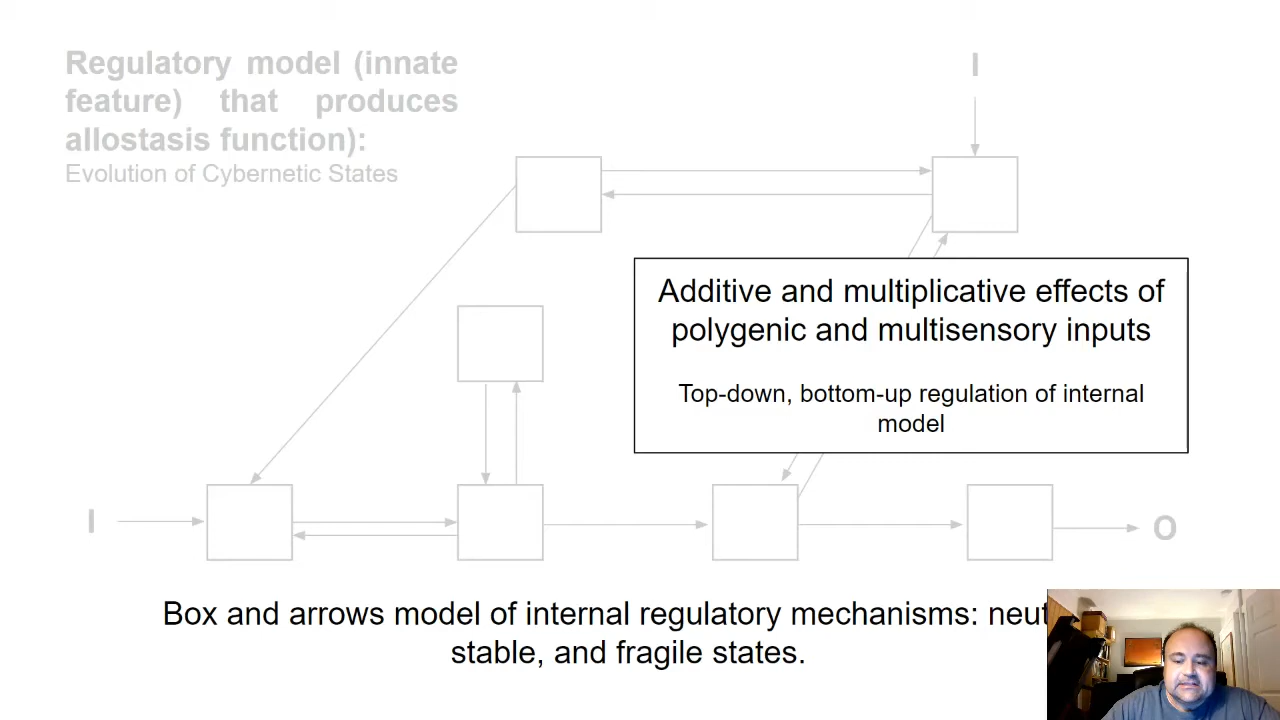 Regulatory model (innate
feature) that produces
allostasis function):
Evolution of Cybernetic States
I
Additive and multiplicative effects of
polygenic and multisensory inputs
Top-down, bottom-up regulation of internal
model
I
O
Box and arrows model of internal regulatory mechanisms:
stable, and fragile states.